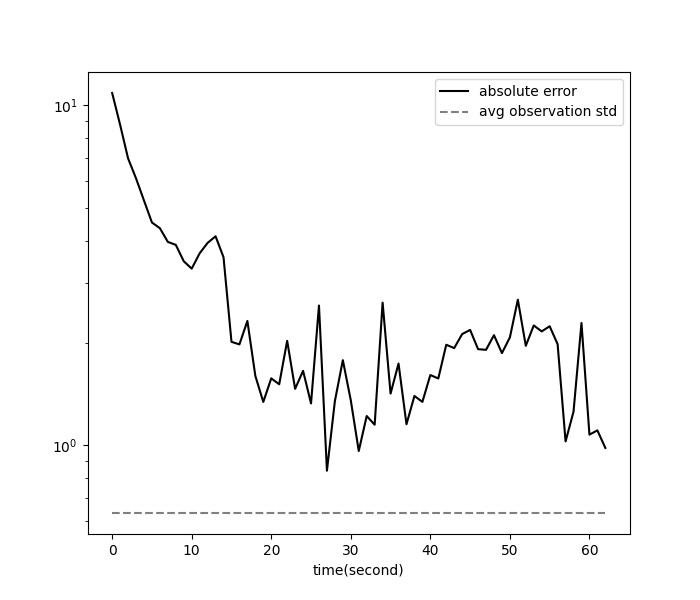 absolute error
avg observation std
10¹
10⁰
0 10 20 30 40 50 60
time(second)